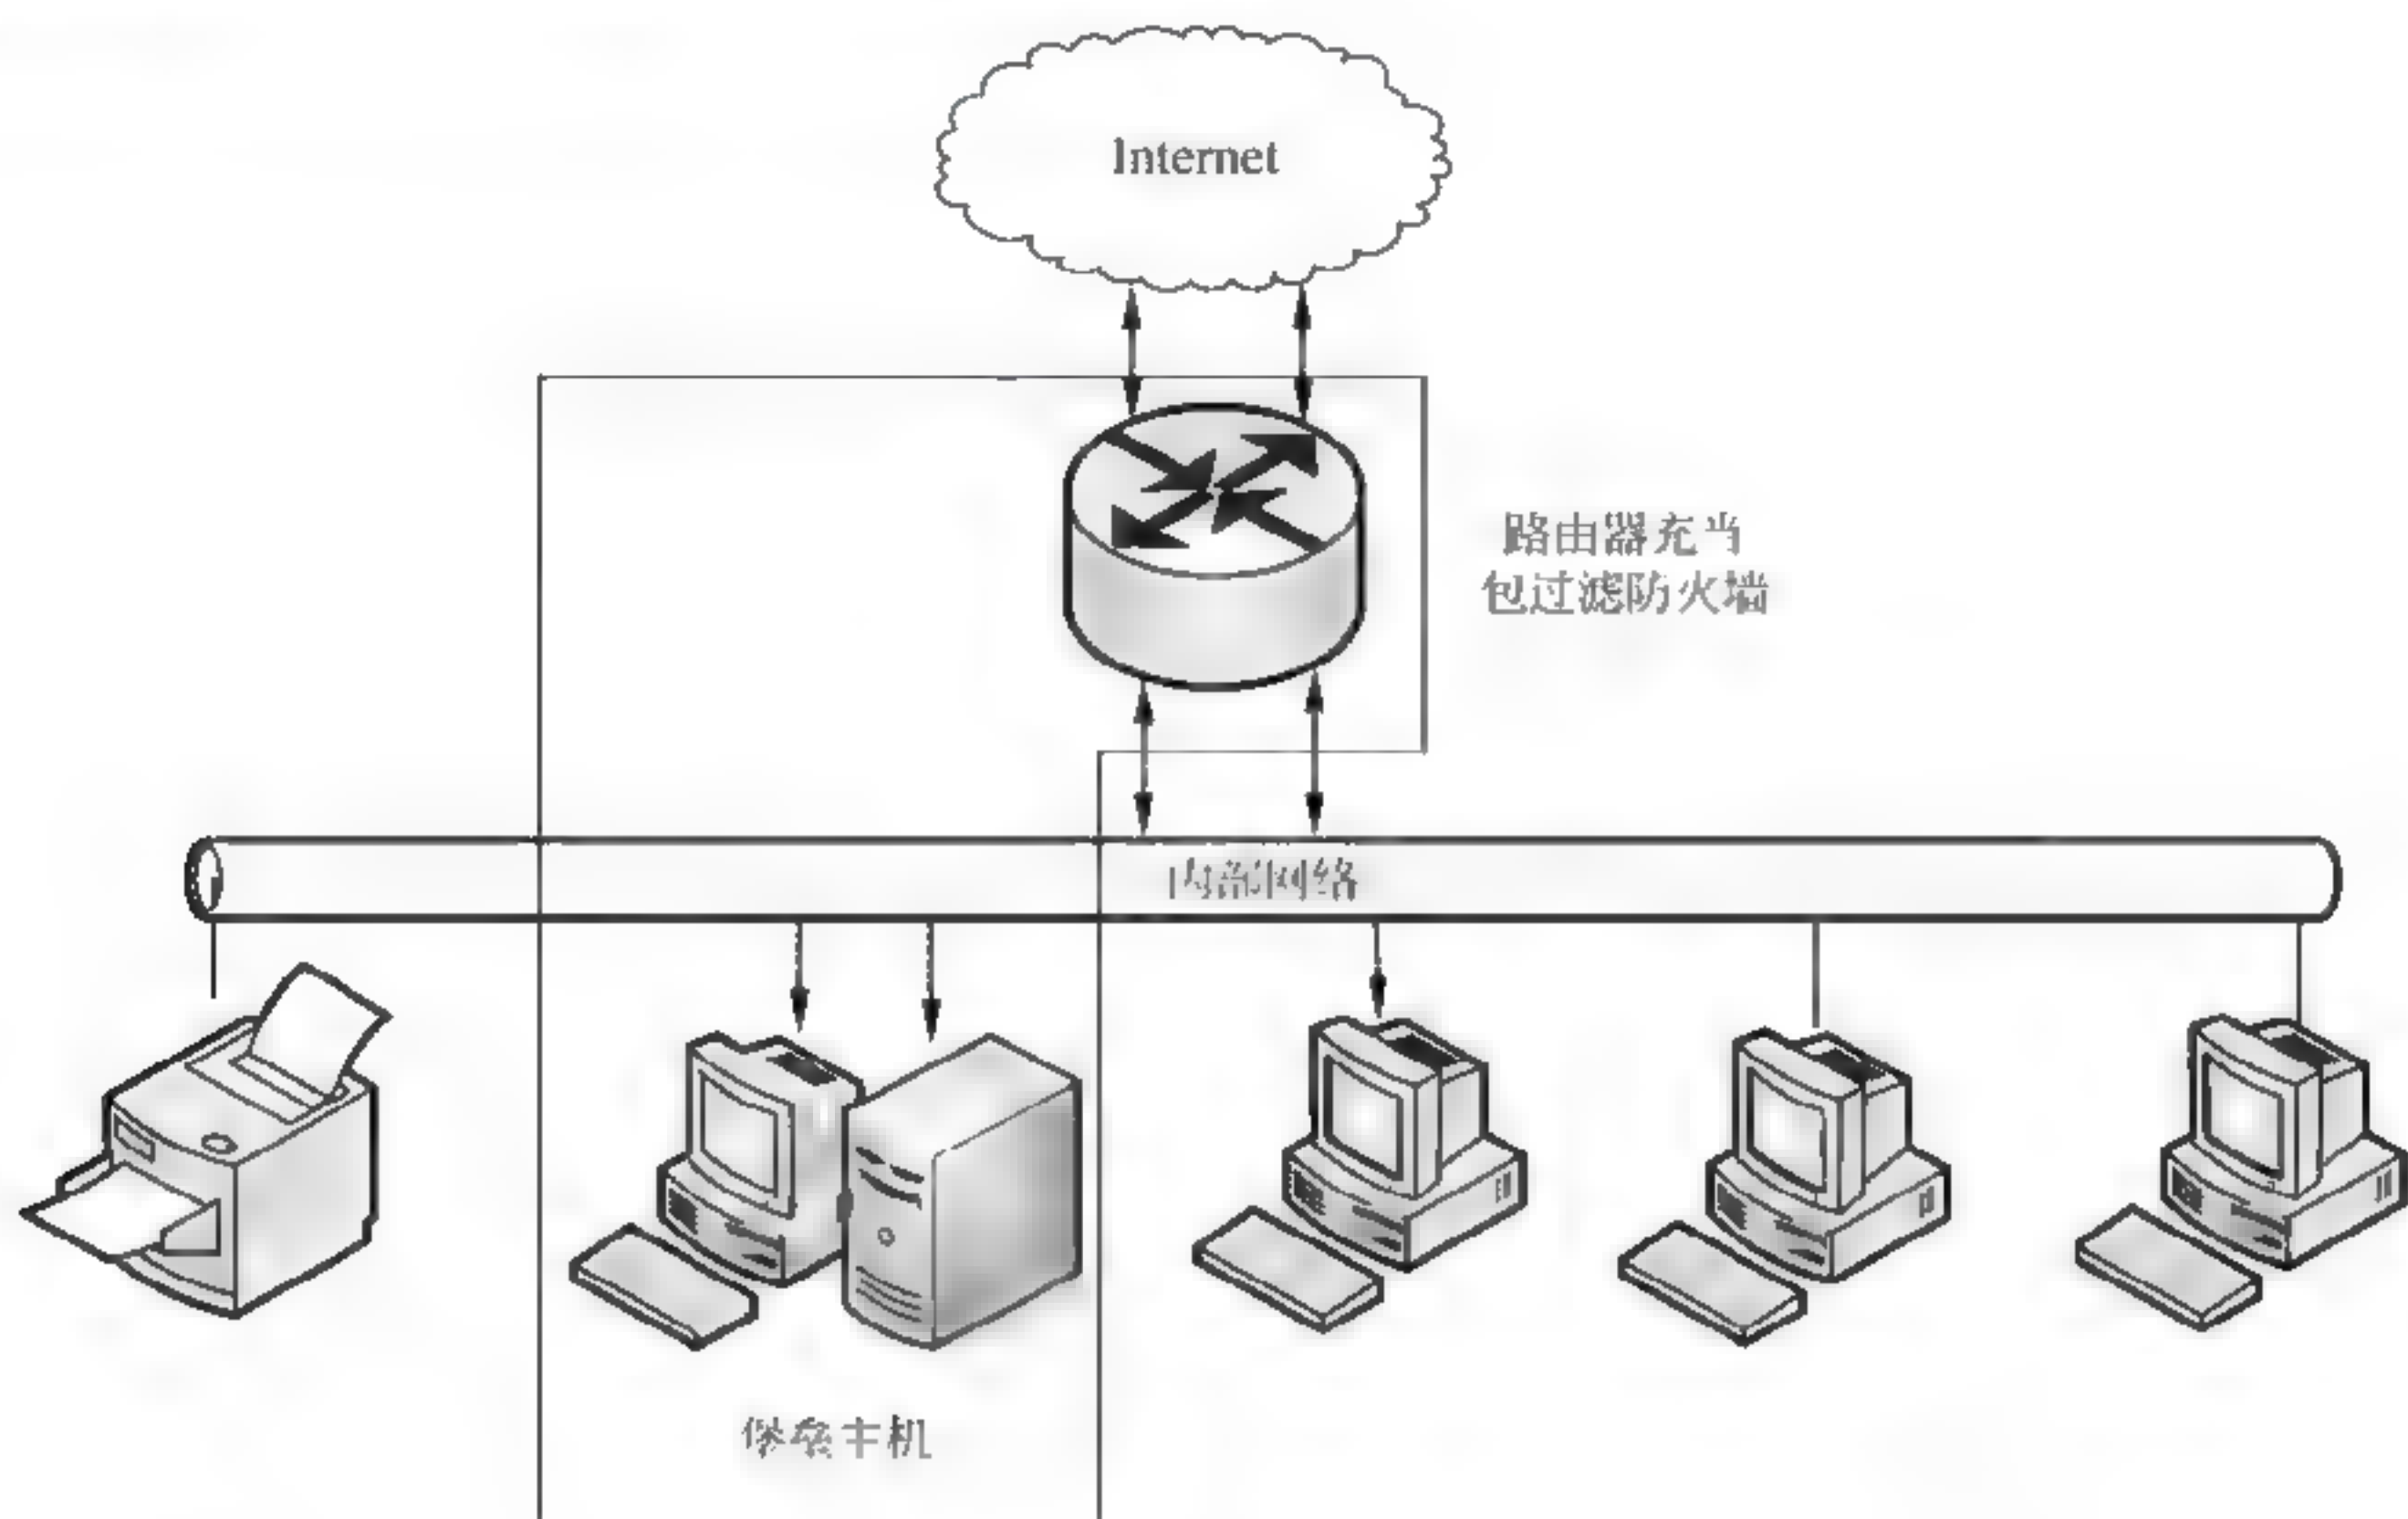 Internet
路由器充当
包过滤防火墙
内部网络
堡垒主机